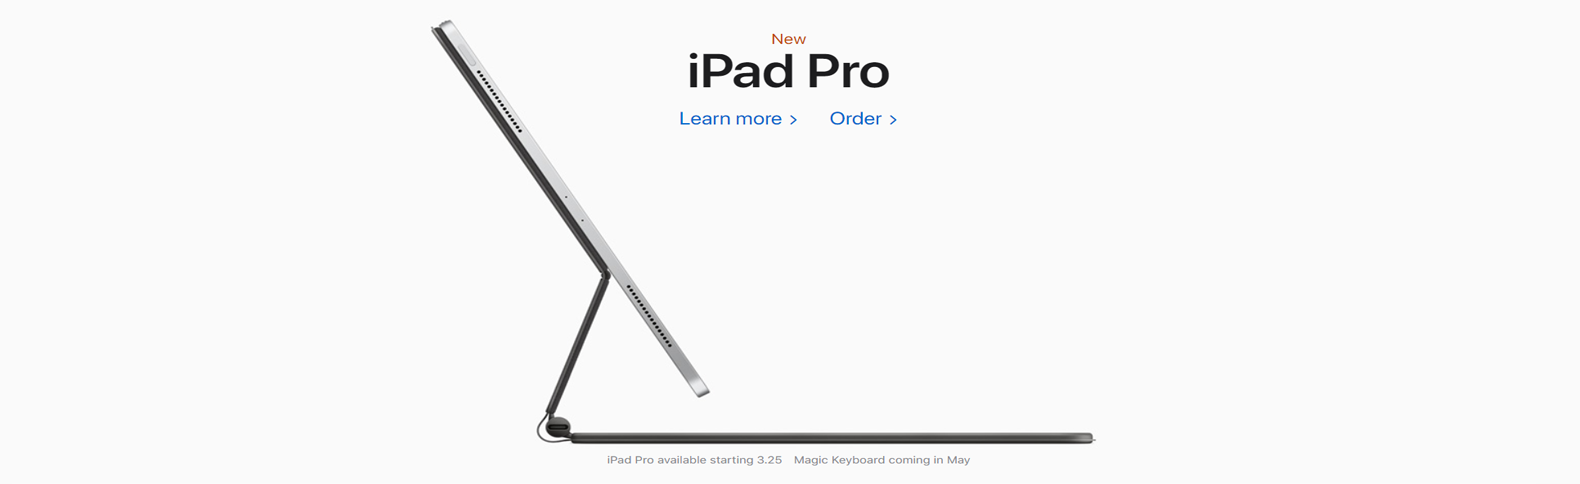 New
iPad Pro
Learn more > Order >
iPad Pro available starting 3.25 Magic Keyboard coming in May